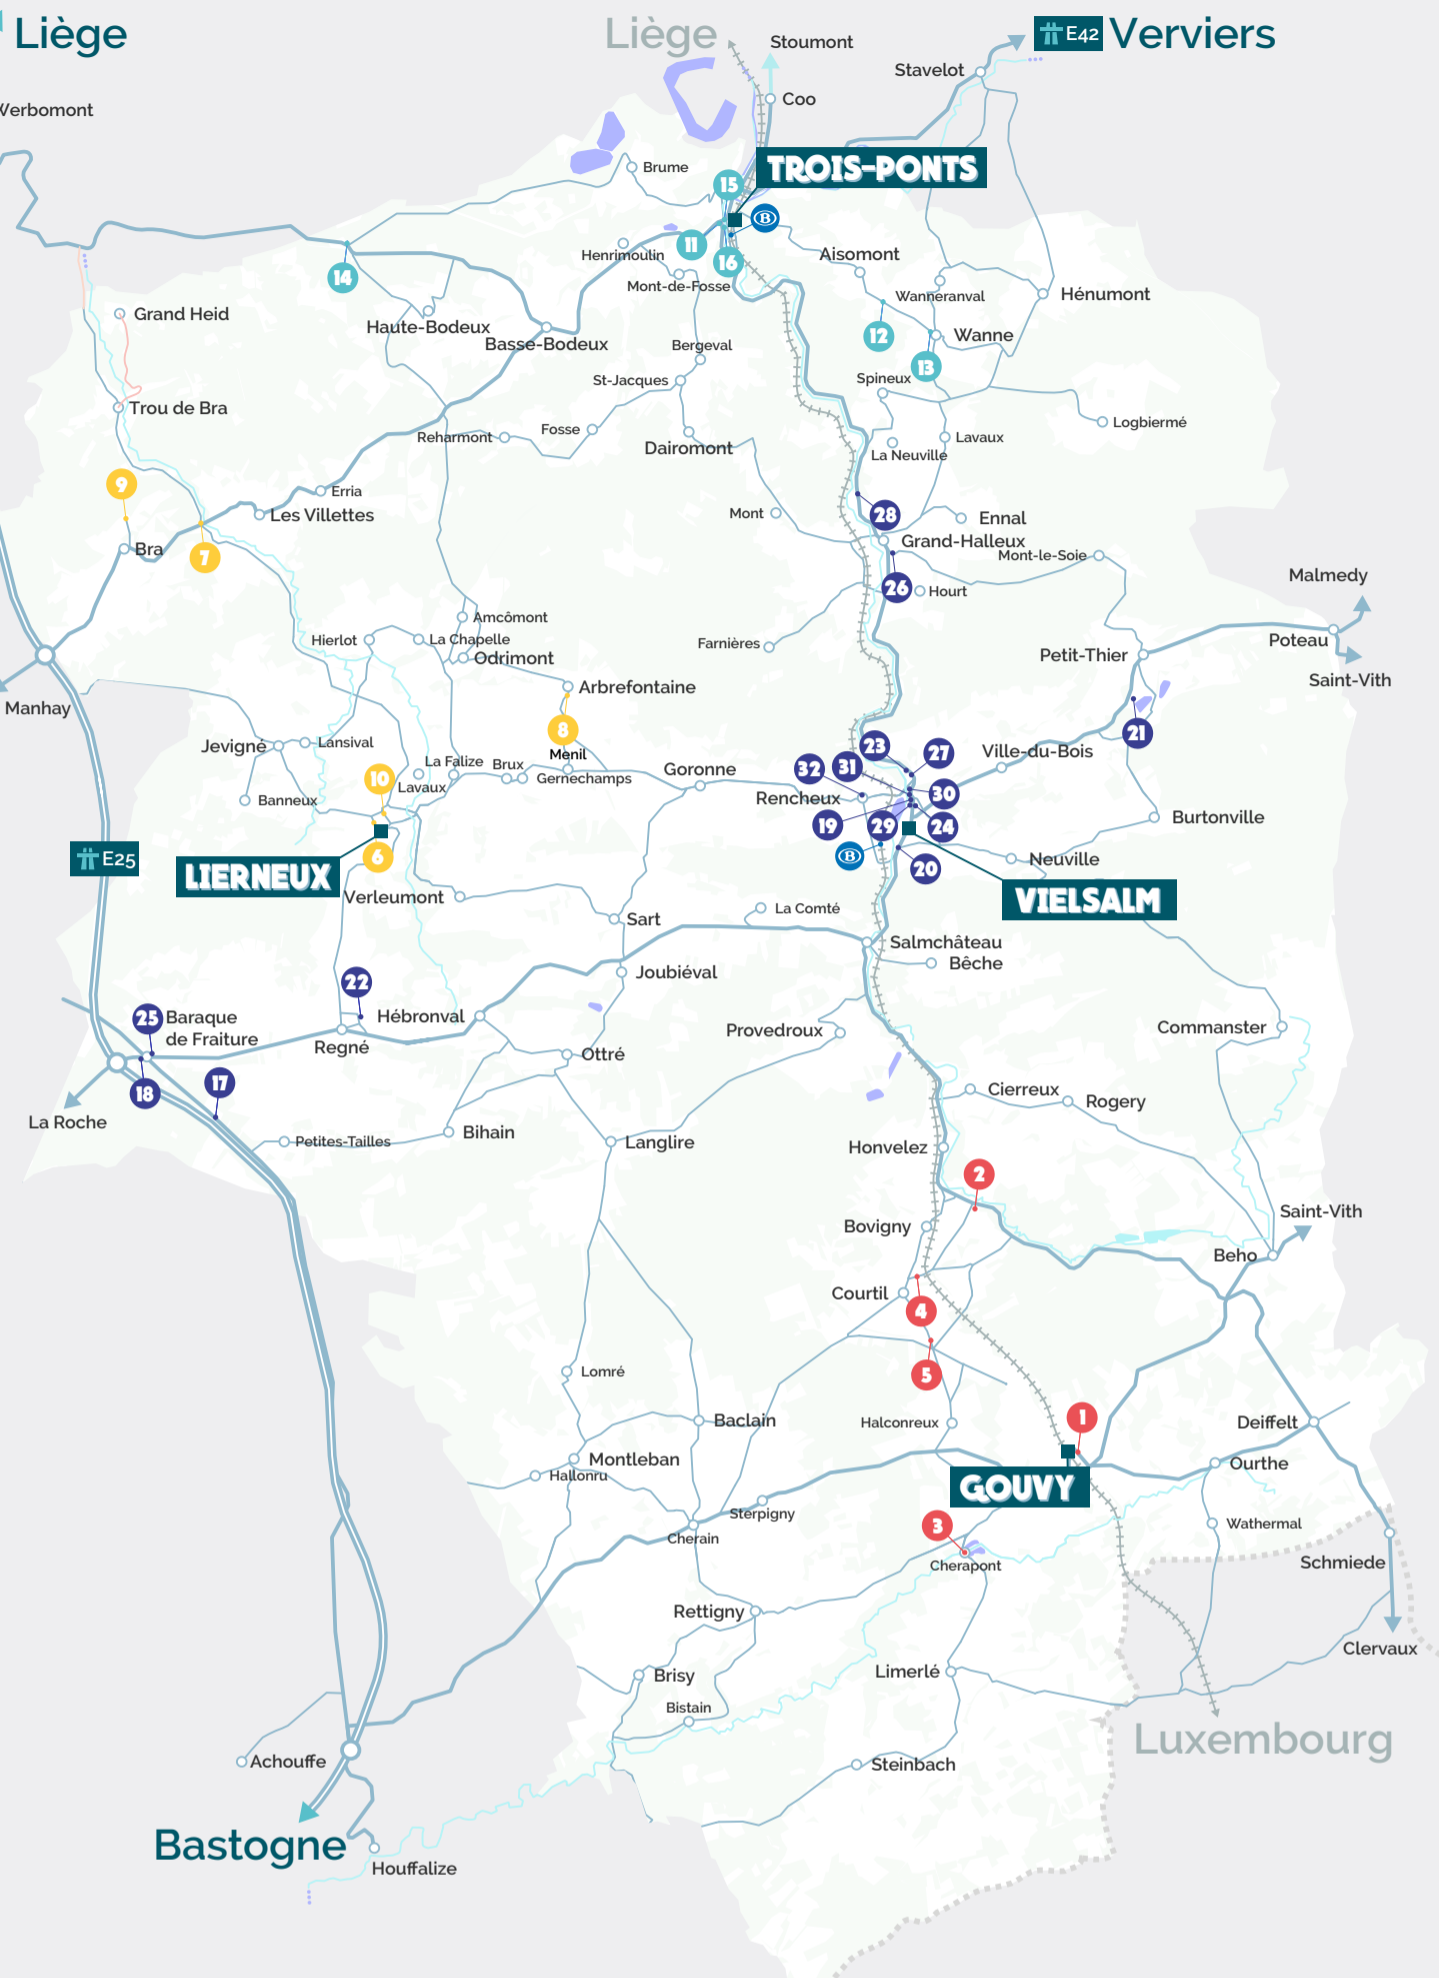 Liège
Liège
Stoumont
E42
Verviers
Stavelot
Coo
Verbomont
Brume
TROIS-PONTS
15
B
11
16
Henrimoulin
Mont-de-Fosse
Aisomont
14
Wanneranval
Hénumont
Grand Heid
Haute-Bodeux
Basse-Bodeux
12
Wanne
13
Bergeval
St-Jacques
Spineux
Trou de Bra
Reharmont
Fosse
Dairomont
Lavaux
La Neuville
Logbiermé
9
Erria
Les Villettes
Mont
28
Ennal
Grand-Halleux
Bra
7
Mont-le-Soie
Malmedy
26
Hourt
Amcômont
Hierlot
La Chapelle
Odrimont
Farnières
Petit-Thier
Poteau
Saint-Vith
Manhay
Arbrefontaine
8
Menil
21
Jevigné
Lansival
La Falize
Brux
Gernechamps
Goronne
23
27
Ville-du-Bois
32
31
10
Lavaux
Banneux
Rencheux
30
19
29
24
Burtonville
E25
LIERNEUX
6
B
20
Neuville
Verleumont
VIELSALM
Sart
La Comté
Salmchâteau
Bêche
Joubiéval
22
25
Baraque
de Fraiture
Hébronval
Regné
Provedroux
Commanster
Ottré
18
17
La Roche
Cierreux
Rogery
Petites-Tailles
Bihain
Langlire
Honvelez
2
Bovigny
Saint-Vith
Beho
Courtil
4
5
Lomré
Baclain
Halconreux
1
Deiffelt
Montleban
Hallonru
GOUVY
Ourthe
Sterpigny
Cherain
3
Cherapont
Wathermal
Schmiede
Rettigny
Clervaux
Brisy
Limerlé
Bistain
Luxembourg
Achouffe
Steinbach
Bastogne
Houffalize